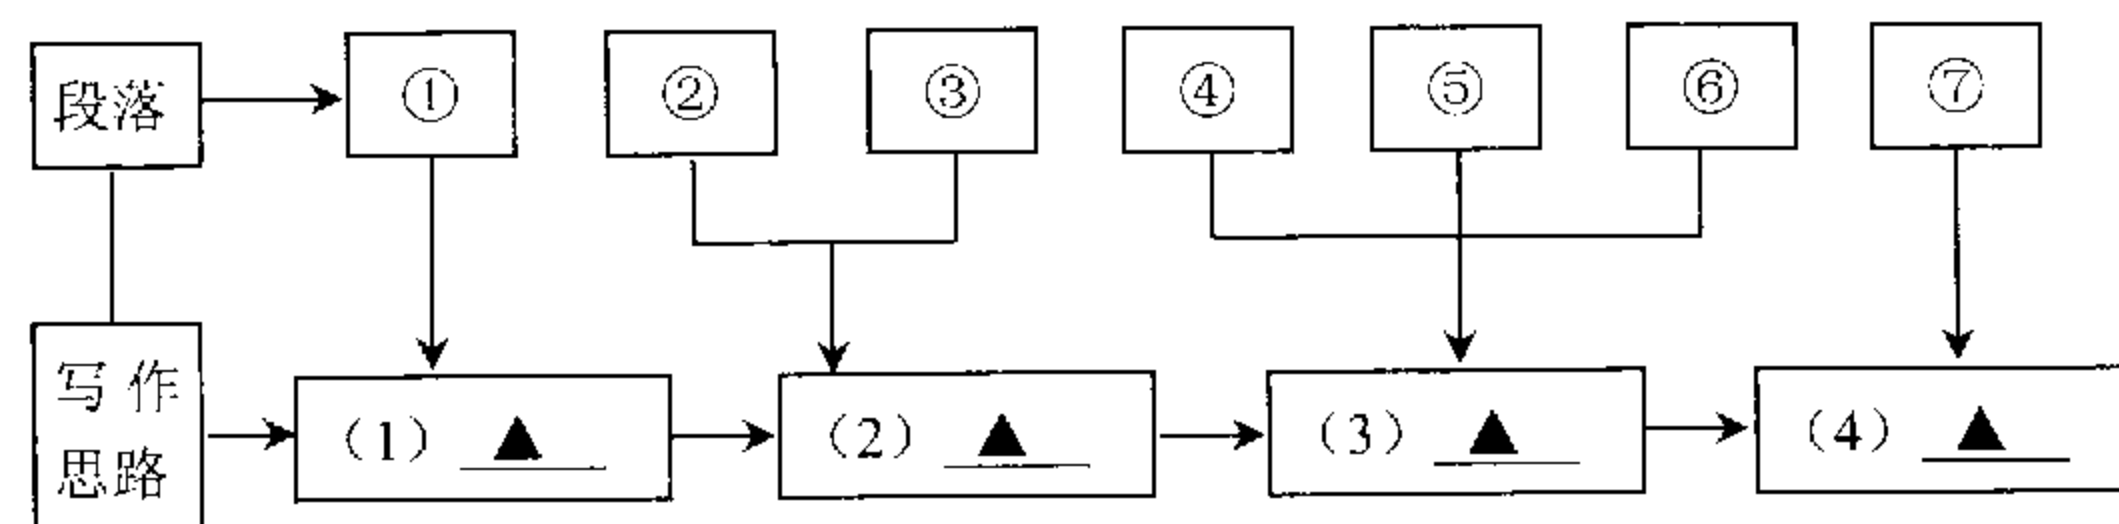 段落 ① ② ③ ④ ⑤ ⑥ ⑦
写作
思路
(1) ▲ (2) ▲ (3) ▲ (4) ▲